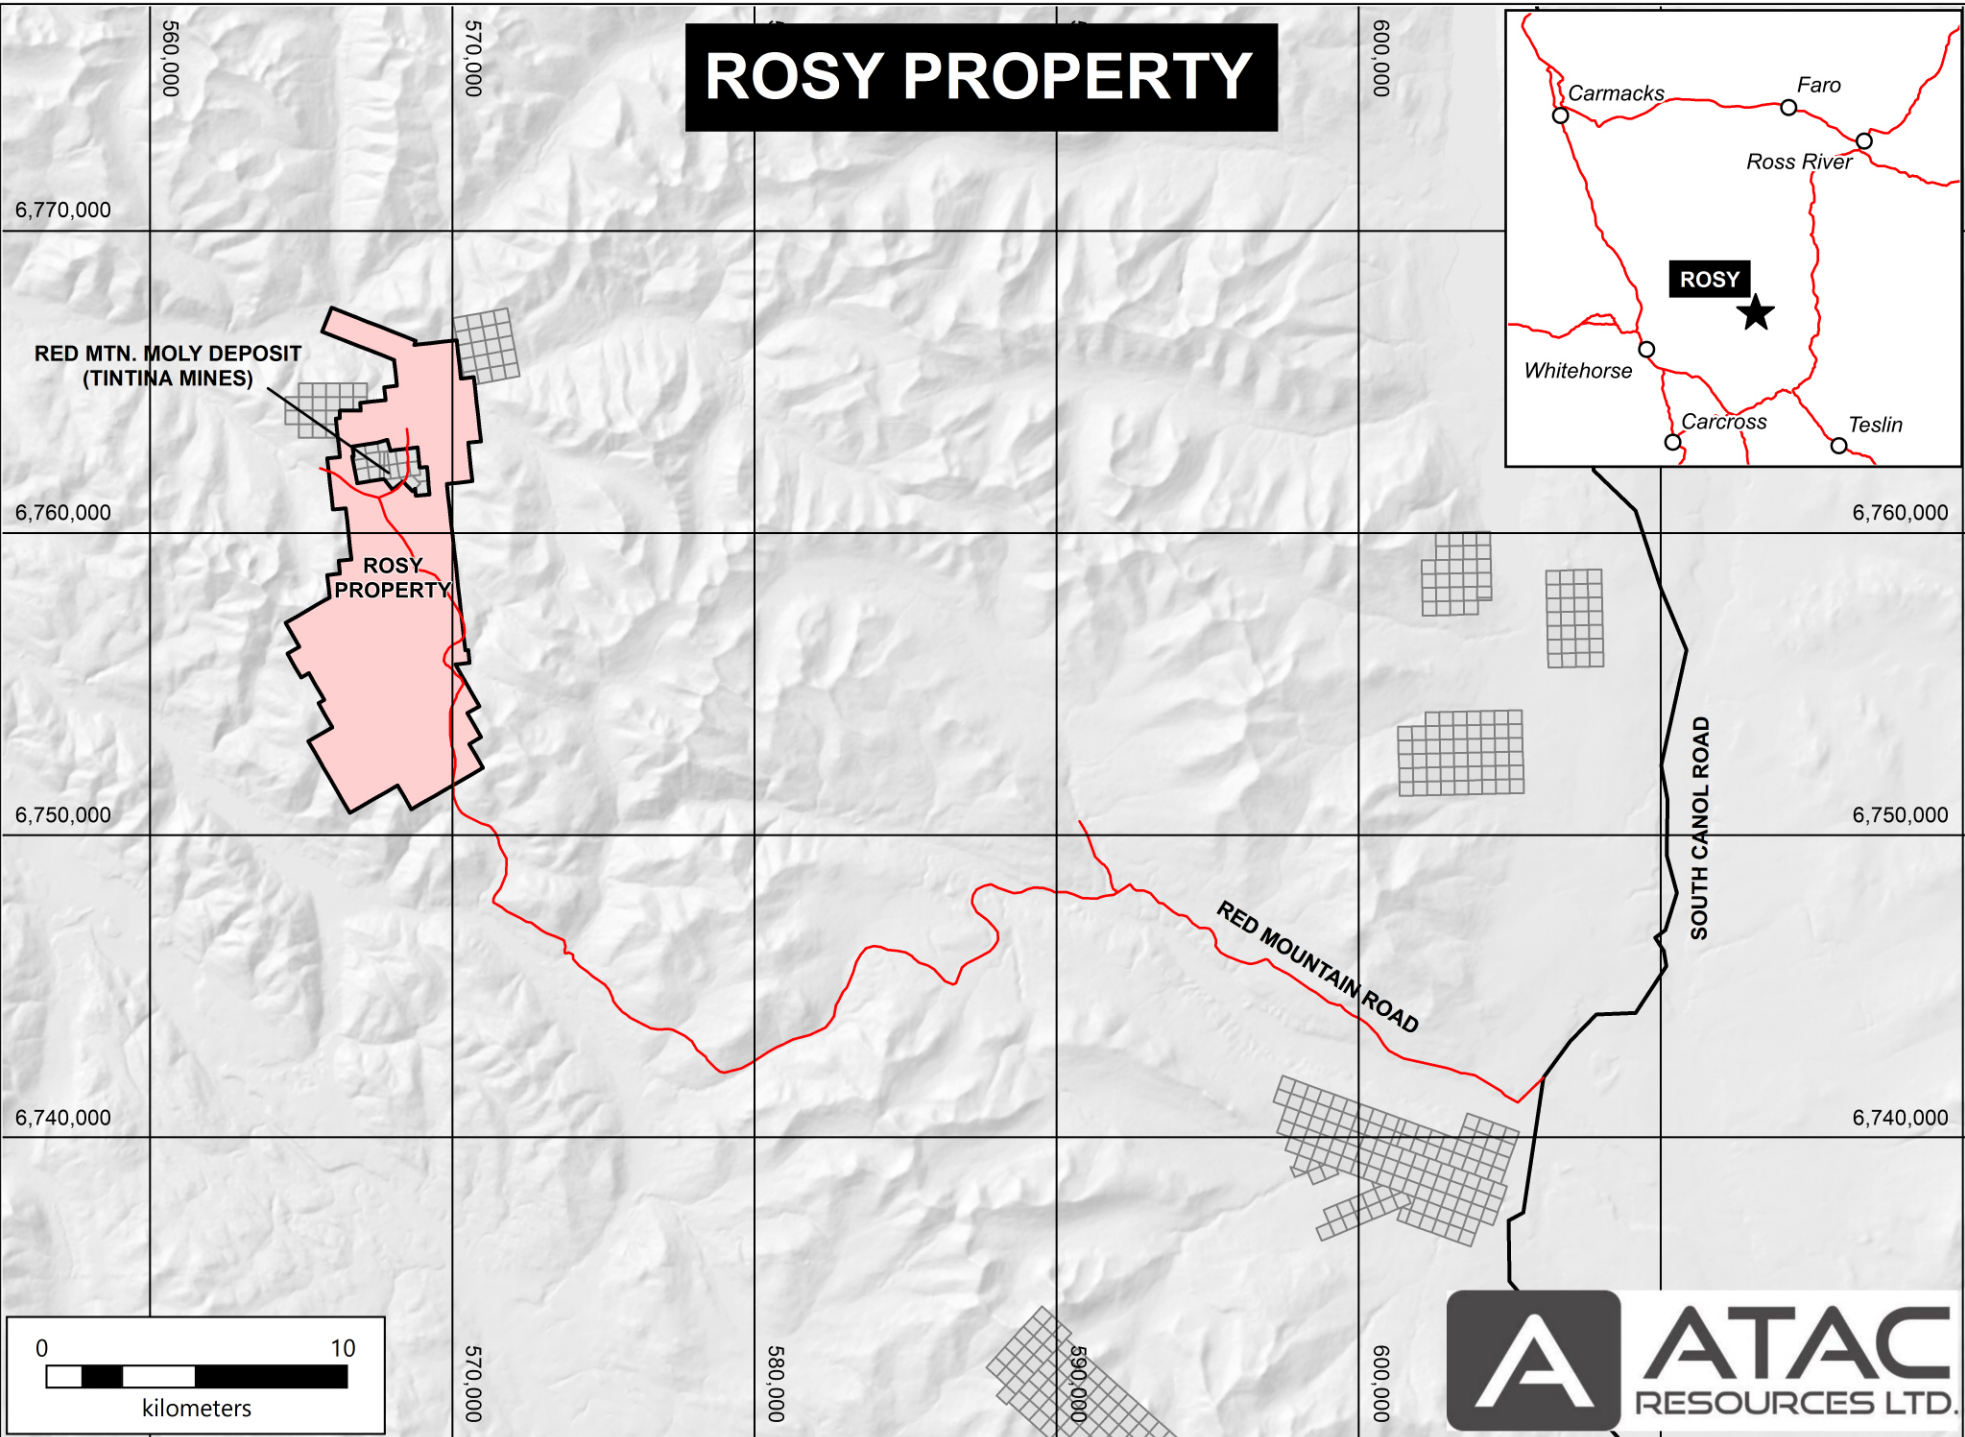 ROSY PROPERTY
560,000
570,000
600,000
Carmacks
Faro
Ross River
ROSY
Whitehorse
Carcross
Teslin
6,770,000
RED MTN. MOLY DEPOSIT
(TINTINA MINES)
6,760,000
6,760,000
ROSY
PROPERTY
SOUTH CANOL ROAD
6,750,000
6,750,000
RED MOUNTAIN ROAD
6,740,000
6,740,000
0 10
kilometers
570,000
580,000
590,000
600,000
A
ATAC
RESOURCES LTD.